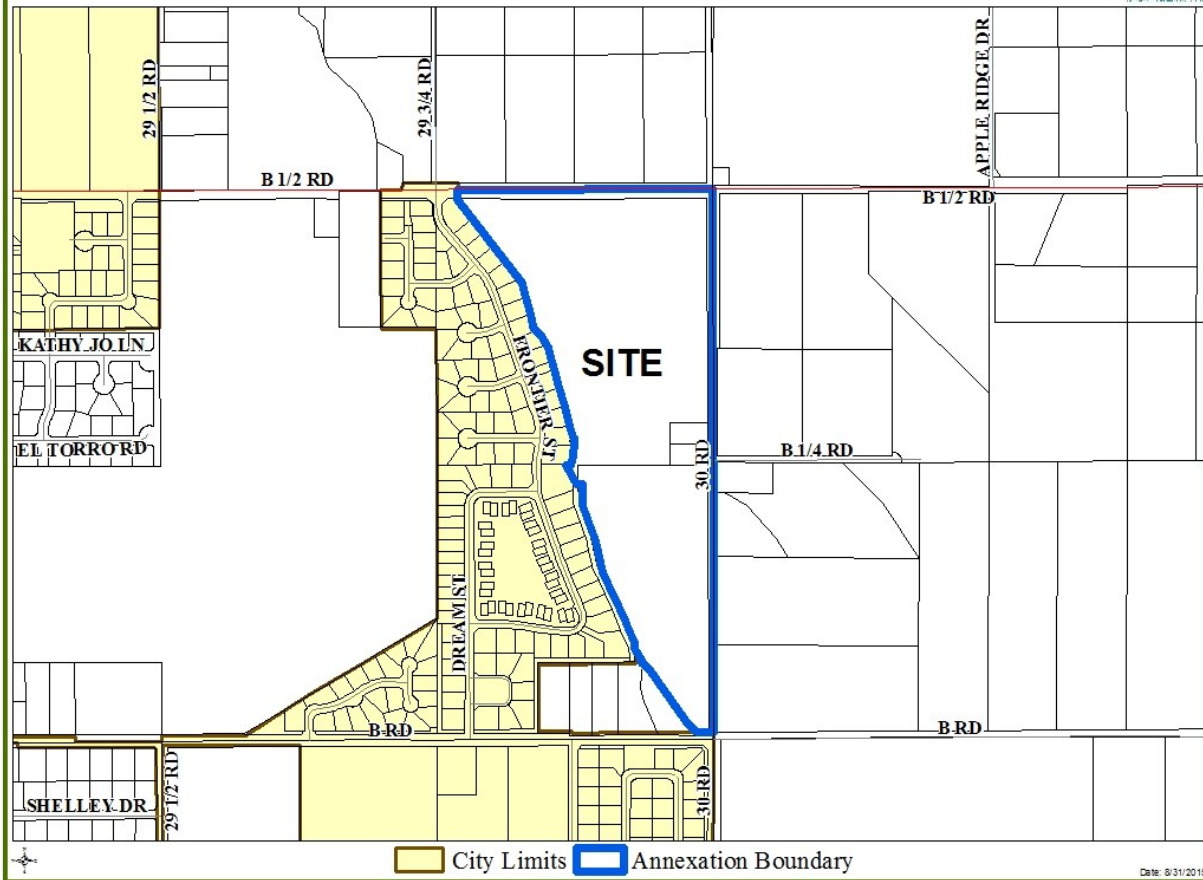 29 1/2 RD
29 3/4 RD
APPLE RIDGE DR
B 1/2 RD
B 1/2 RD
KATHY JO LN
FRONTIER ST
SITE
EL TORRO RD
30 RD
B 1/4 RD
DREAM ST
B RD
B RD
29 1/2 RD
SHELLEY DR
30 RD
City Limits
Annexation Boundary